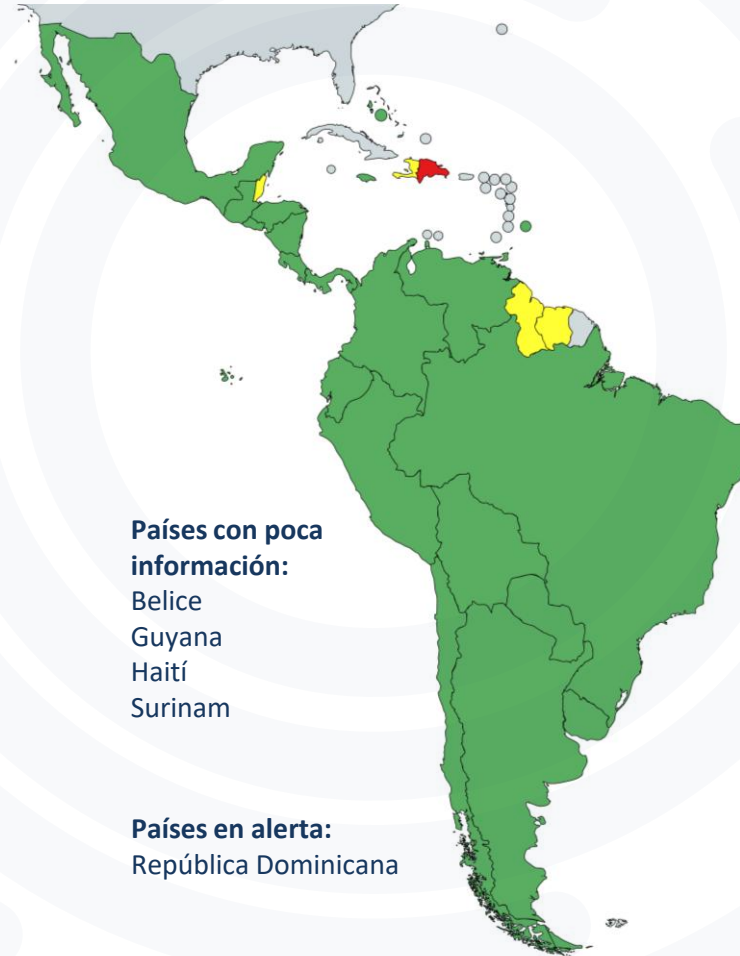 Países con poca
información:
Belice
Guyana
Haití
Surinam
Países en alerta:
República Dominicana